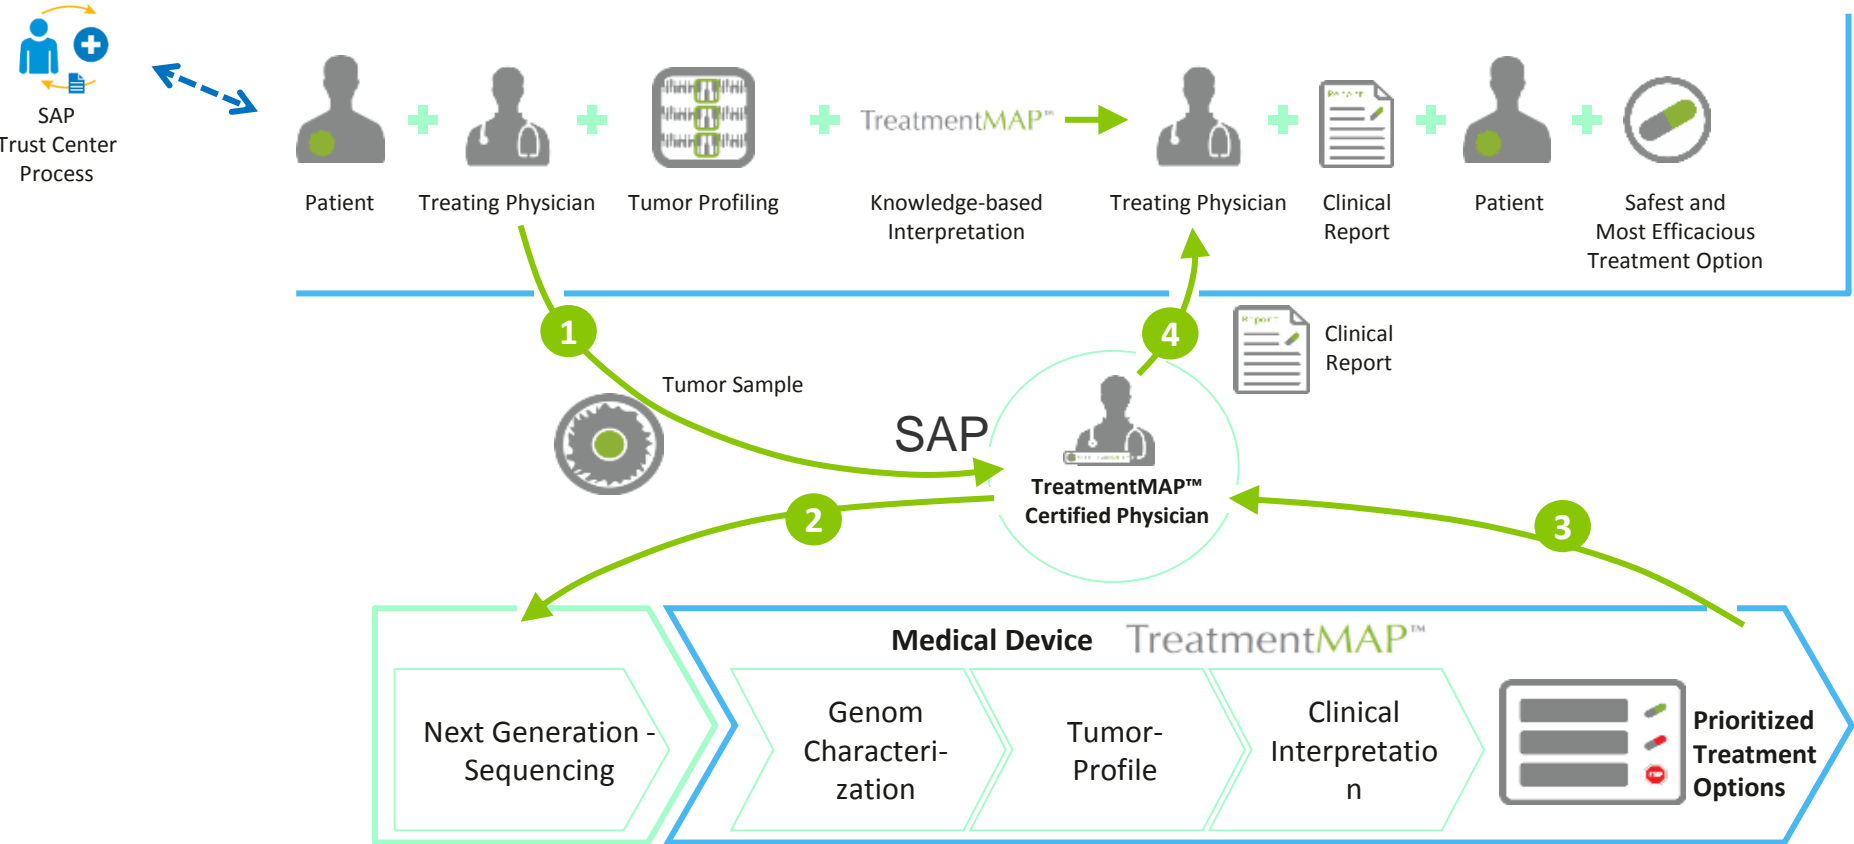 SAP
Trust Center
Process
TreatmentMAP™
Report
Patient
Treating Physician
Tumor Profiling
Knowledge-based
Interpretation
Treating Physician
Clinical
Report
Patient
Safest and
Most Efficacious
Treatment Option
1
4
Report
Clinical
Report
Tumor Sample
SAP
TreatmentMAP™
Certified Physician
2
3
Medical Device TreatmentMAP™
Next Generation -
Sequencing
Genom
Characteri-
zation
Tumor-
Profile
Clinical
Interpretatio
n
Prioritized
Treatment
Options